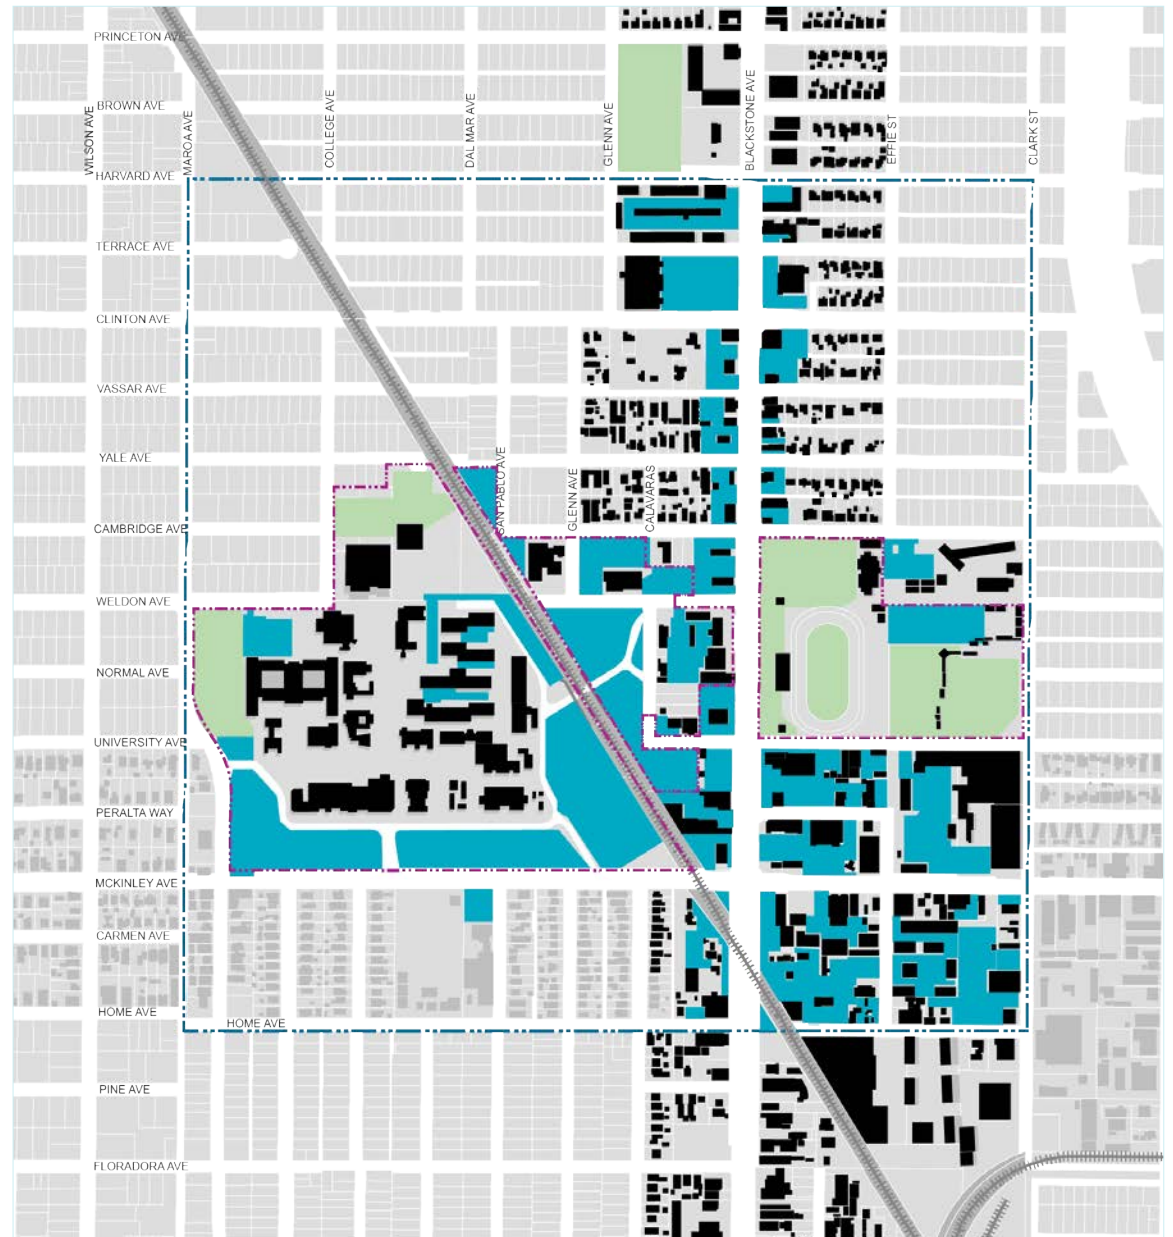 PRINCETON AVE
BROWN AVE
WILSON AVE
MAROA AVE
COLLEGE AVE
DAL MAR AVE
GLENN AVE
BLACKSTONE AVE
EFFIE ST
CLARK ST
HARVARD AVE
TERRACE AVE
CLINTON AVE
VASSAR AVE
YALE AVE
SAN PABLO AVE
GLENN AVE
CALAVARAS
CAMBRIDGE AVE
WELDON AVE
NORMAL AVE
UNIVERSITY AVE
PERALTA WAY
MCKINLEY AVE
CARMEN AVE
HOME AVE
HOME AVE
PINE AVE
FLORADORA AVE